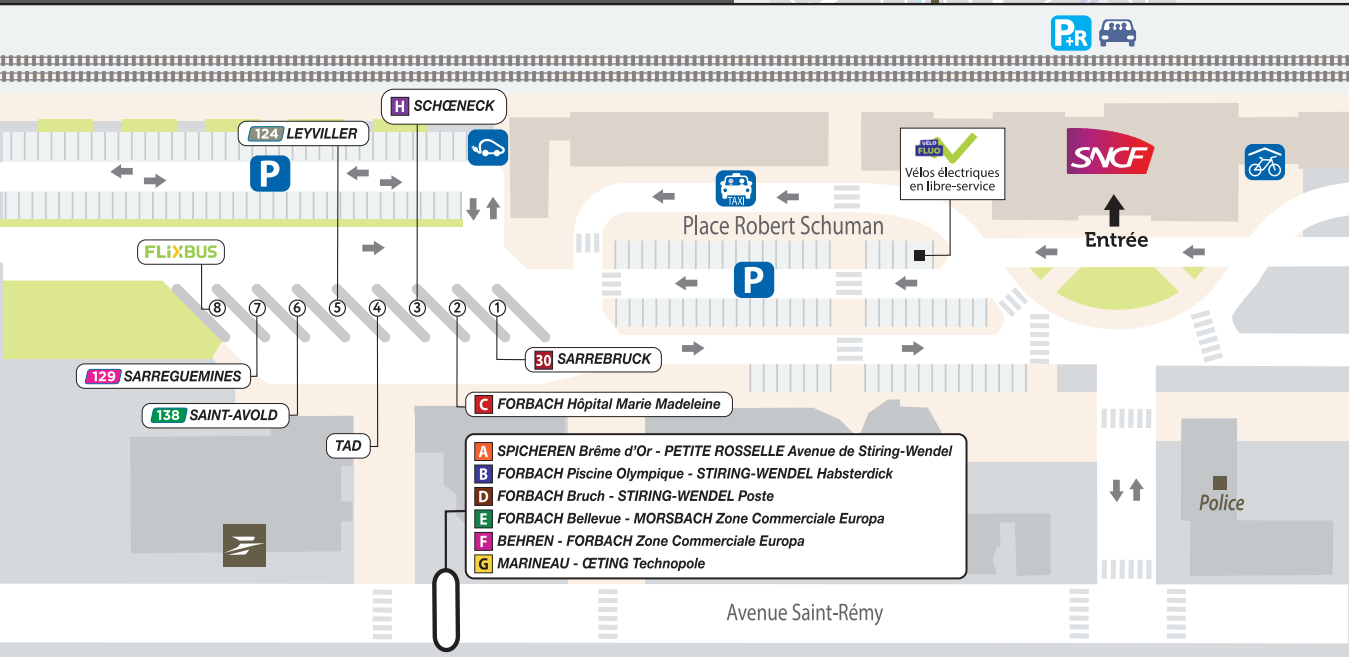 P+R
H SCHŒNECK
124 LEYVILLER
P
TAXI
VÉLO
FLUO
Vélos électriques
en libre-service
SNCF
Entrée
Place Robert Schuman
FLiXBUS
P
8 7 6 5 4 3 2 1
30 SARREBRUCK
129 SARREGUEMINES
C FORBACH Hôpital Marie Madeleine
138 SAINT-AVOLD
TAD
A SPICHEREN Brême d'Or - PETITE ROSSELLE Avenue de Stiring-Wendel
B FORBACH Piscine Olympique - STIRING-WENDEL Habsterdick
D FORBACH Bruch - STIRING-WENDEL Poste
E FORBACH Bellevue - MORSBACH Zone Commerciale Europa
F BEHREN - FORBACH Zone Commerciale Europa
G MARINEAU - ŒTING Technopole
Police
Avenue Saint-Rémy